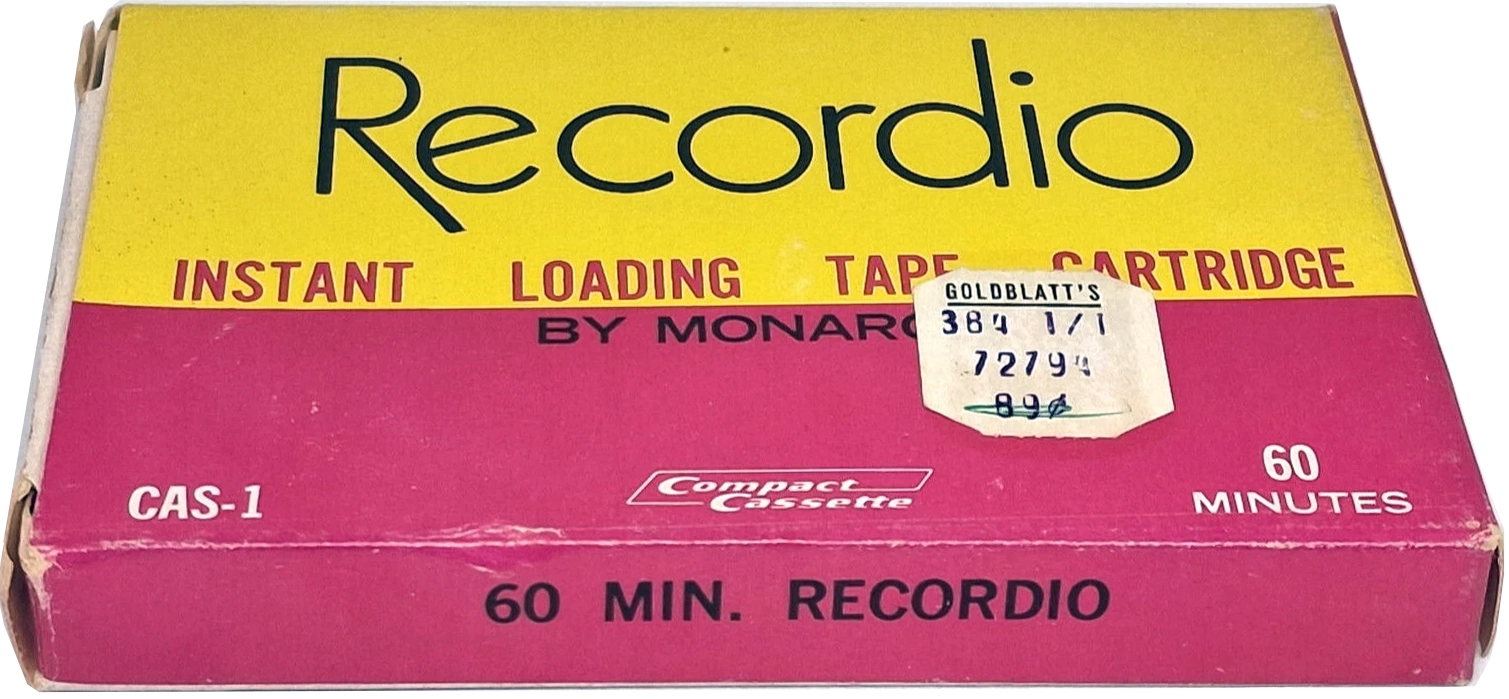 Recordio
INSTANT LOADING TAPE CARTRIDGE
BY MONARC
GOLDBLATT'S
384 1/1
72794
89¢
CAS-1
Compact
Cassette
60
MINUTES
60 MIN. RECORDIO